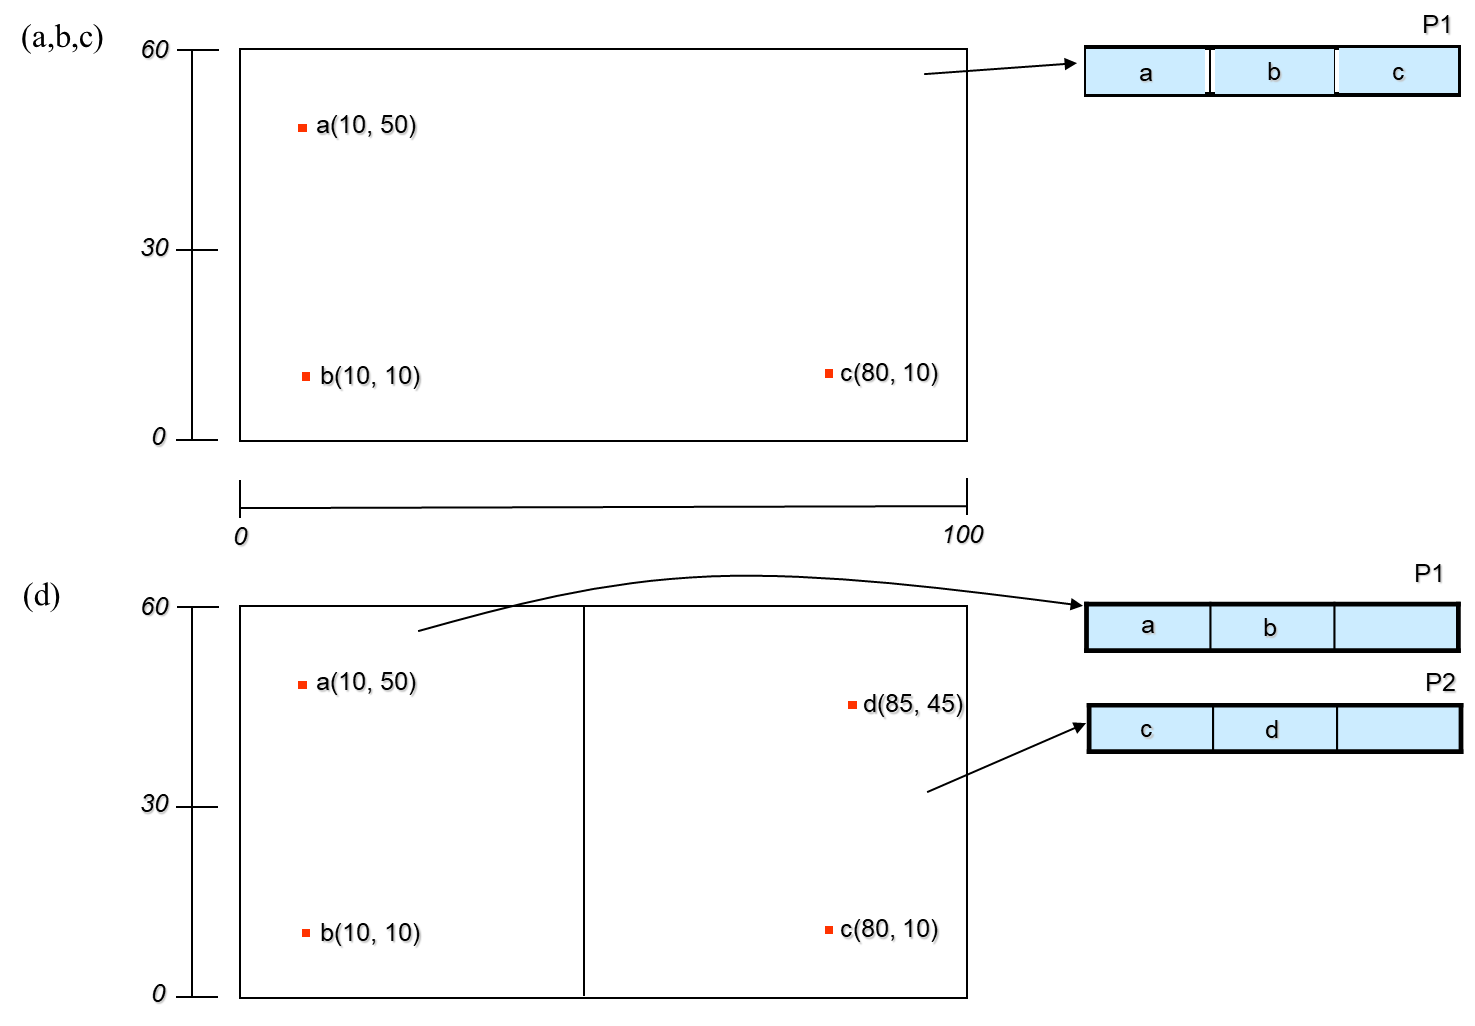 (a,b,c)
60
P1
a
b
c
a(10, 50)
30
b(10, 10)
c(80, 10)
0
0
100
(d)
60
P1
a
b
a(10, 50)
d(85, 45)
P2
c
d
30
b(10, 10)
c(80, 10)
0